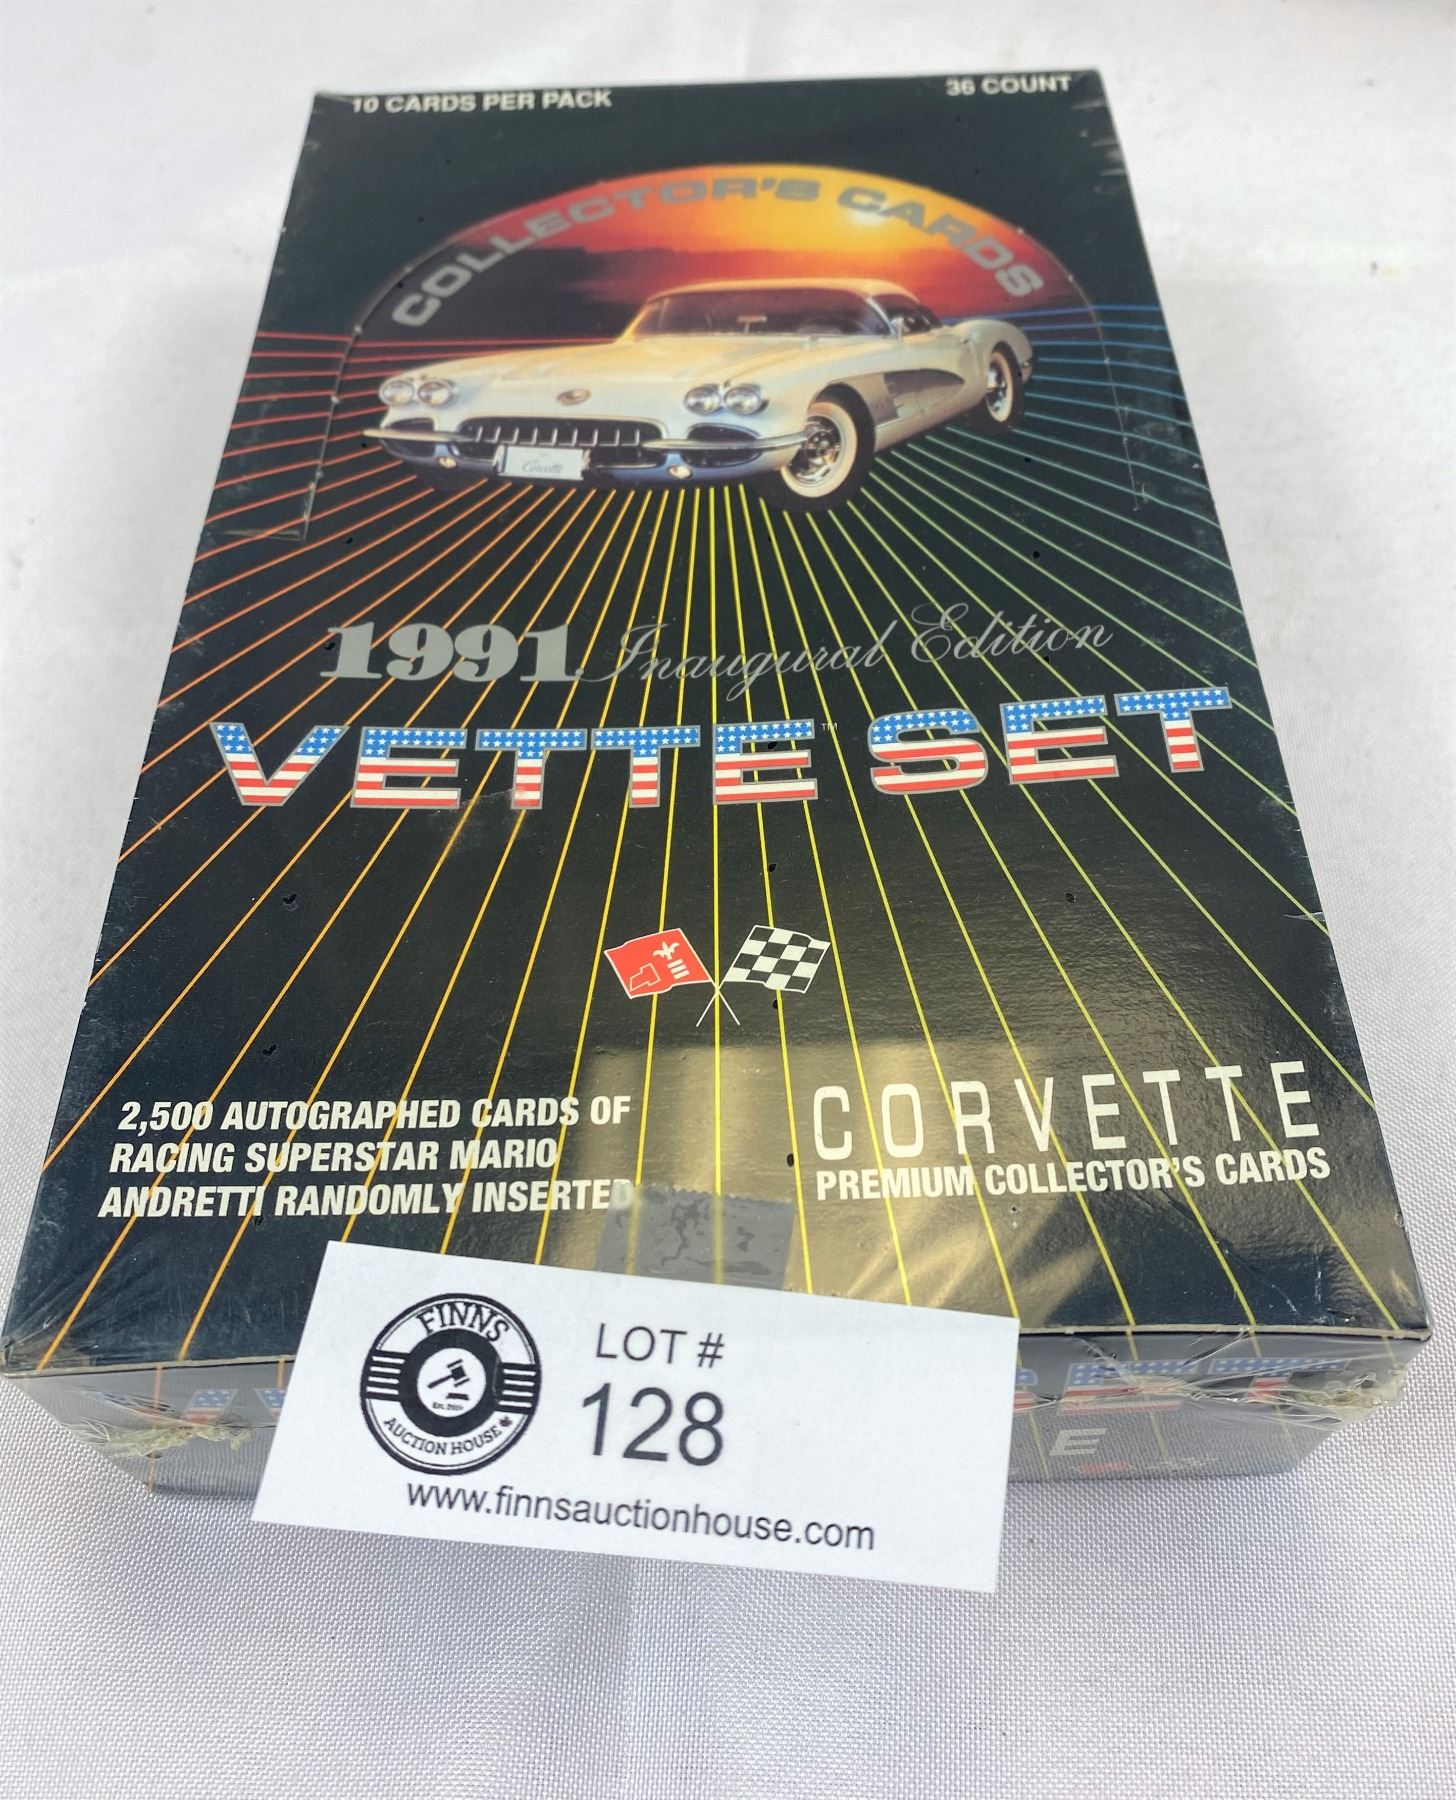 10 CARDS PER PACK
36 COUNT
COLLECTOR'S CARDS
Corvette
1991 Inaugural Edition
VETTE™ SET
2,500 AUTOGRAPHED CARDS OF
RACING SUPERSTAR MARIO
ANDRETTI RANDOMLY INSERTED
CORVETTE
PREMIUM COLLECTOR'S CARDS
FINNS
AUCTION HOUSE
LOT #
128
www.finnsauctionhouse.com